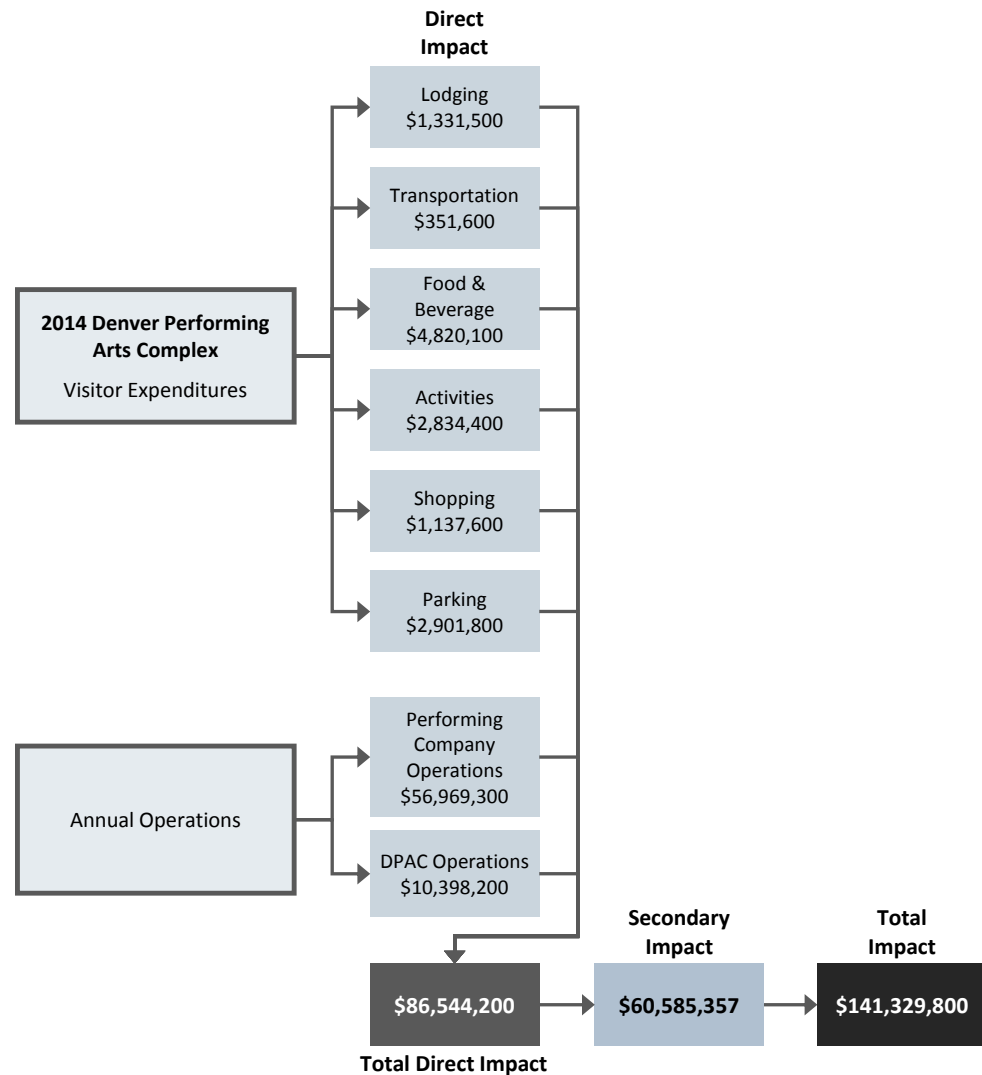 Direct
Impact
Lodging
$1,331,500
Transportation
$351,600
Food &
Beverage
$4,820,100
2014 Denver Performing
Arts Complex
Visitor Expenditures
Activities
$2,834,400
Shopping
$1,137,600
Parking
$2,901,800
Performing
Company
Operations
$56,969,300
Annual Operations
DPAC Operations
$10,398,200
Secondary
Impact
Total
Impact
$86,544,200
$60,585,357
$141,329,800
Total Direct Impact